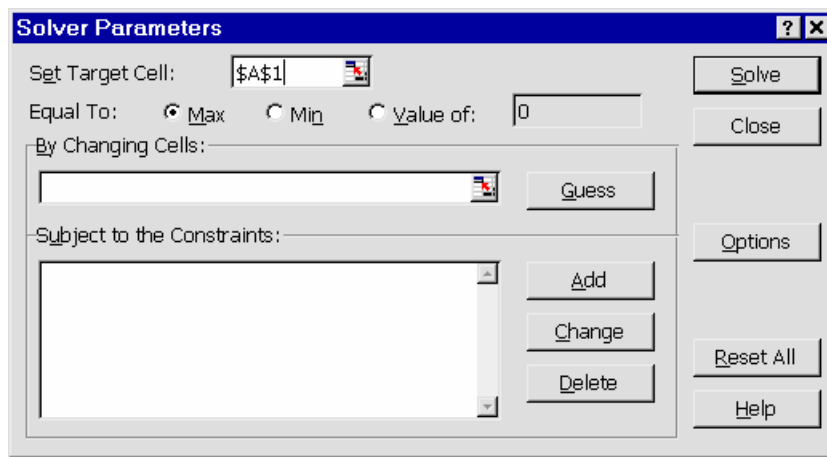 Solver Parameters
Set Target Cell: $A$1 Solve
Equal To: Max Min Value of: 0 Close
By Changing Cells:
Guess
Subject to the Constraints: Options
Add
Change
Reset All
Delete
Help